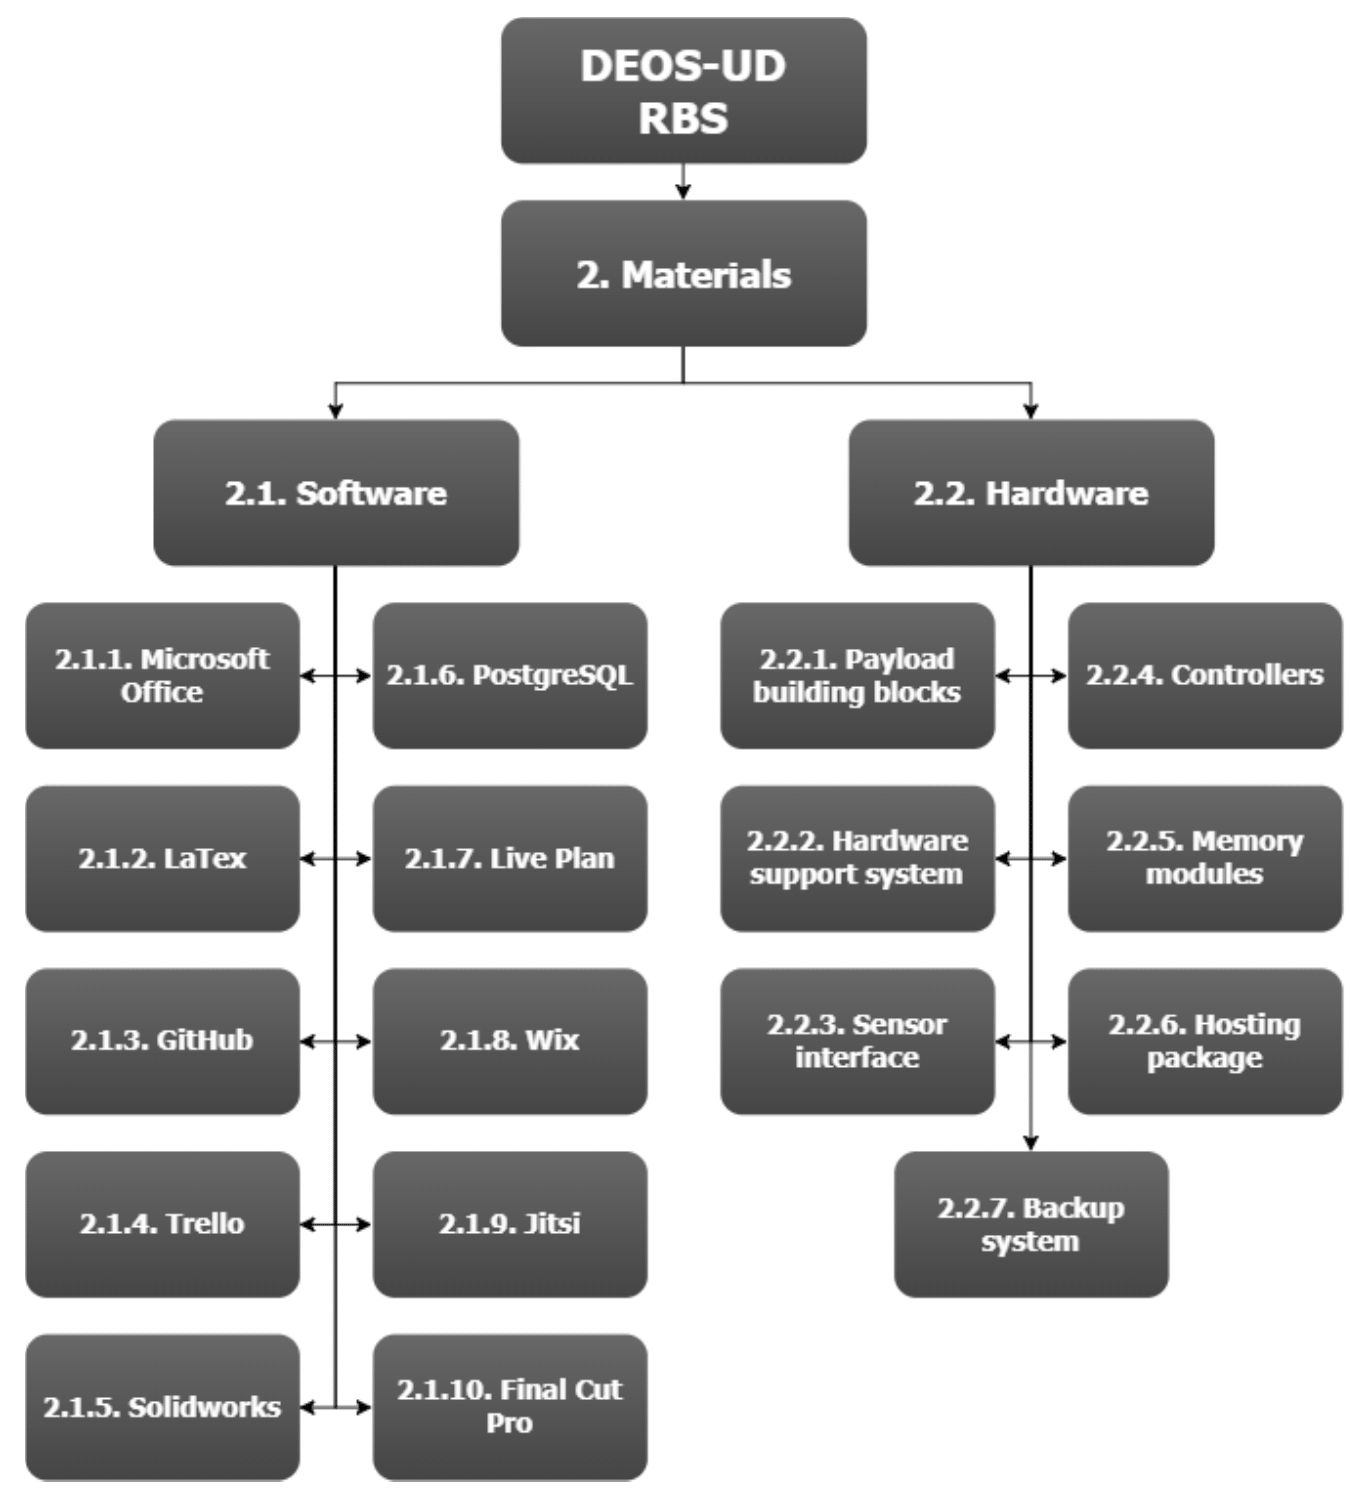 DEOS-UD
RBS
2. Materials
2.1. Software
2.2. Hardware
2.1.1. Microsoft
Office
2.1.6. PostgreSQL
2.2.1. Payload
building blocks
2.2.4. Controllers
2.1.2. LaTex
2.1.7. Live Plan
2.2.2. Hardware
support system
2.2.5. Memory
modules
2.1.3. GitHub
2.1.8. Wix
2.2.3. Sensor
interface
2.2.6. Hosting
package
2.1.4. Trello
2.1.9. Jitsi
2.2.7. Backup
system
2.1.5. Solidworks
2.1.10. Final Cut
Pro